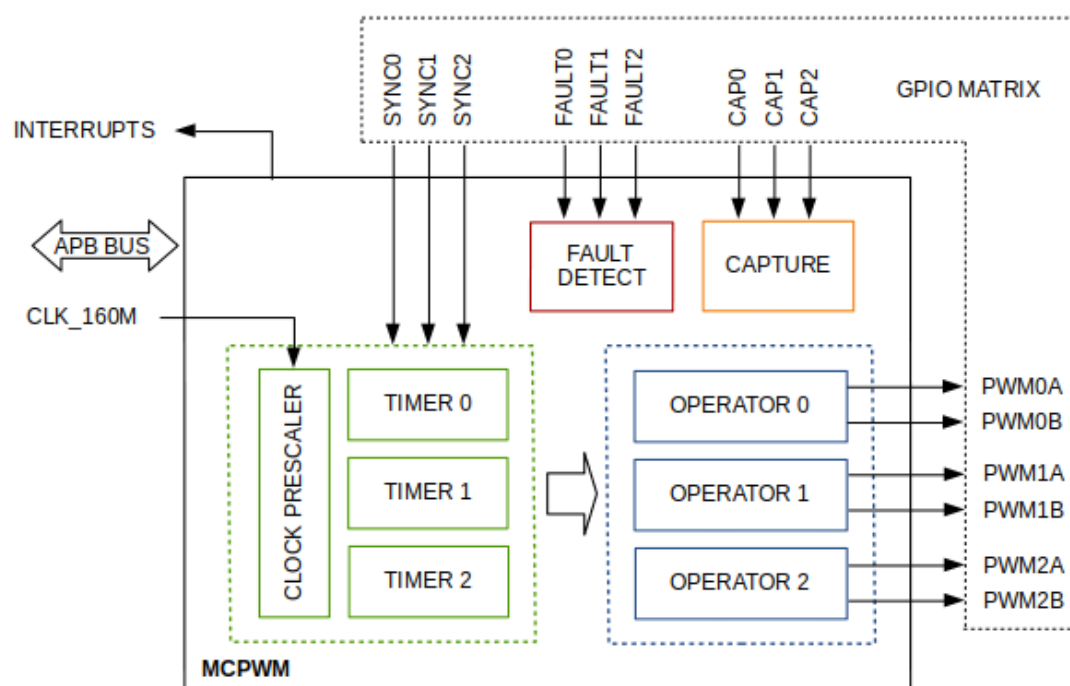 SYNC0
SYNC1
SYNC2
FAULT0
FAULT1
FAULT2
CAP0
CAP1
CAP2
GPIO MATRIX
INTERRUPTS
APB BUS
FAULT
DETECT
CAPTURE
CLK_160M
CLOCK PRESCALER
TIMER 0
TIMER 1
TIMER 2
OPERATOR 0
OPERATOR 1
OPERATOR 2
PWM0A
PWM0B
PWM1A
PWM1B
PWM2A
PWM2B
MCPWM